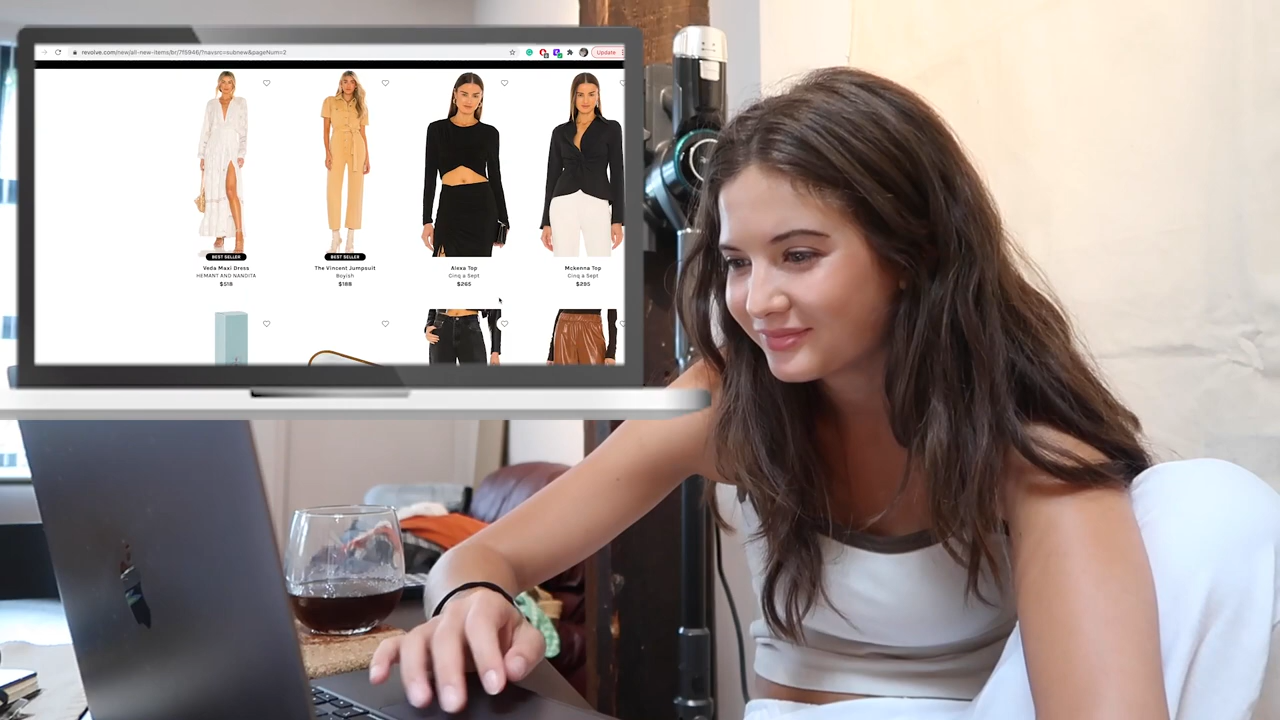 revolve.com/new/all-new-items/br/7f5946/?navsrc=subnew&pageNum=2
Update
BEST SELLER
BEST SELLER
Veda Maxi Dress
HEMANT AND NANDITA
$518
The Vincent Jumpsuit
Boyish
$188
Alexa Top
Cinq a Sept
$265
Mckenna Top
Cinq a Sept
$295